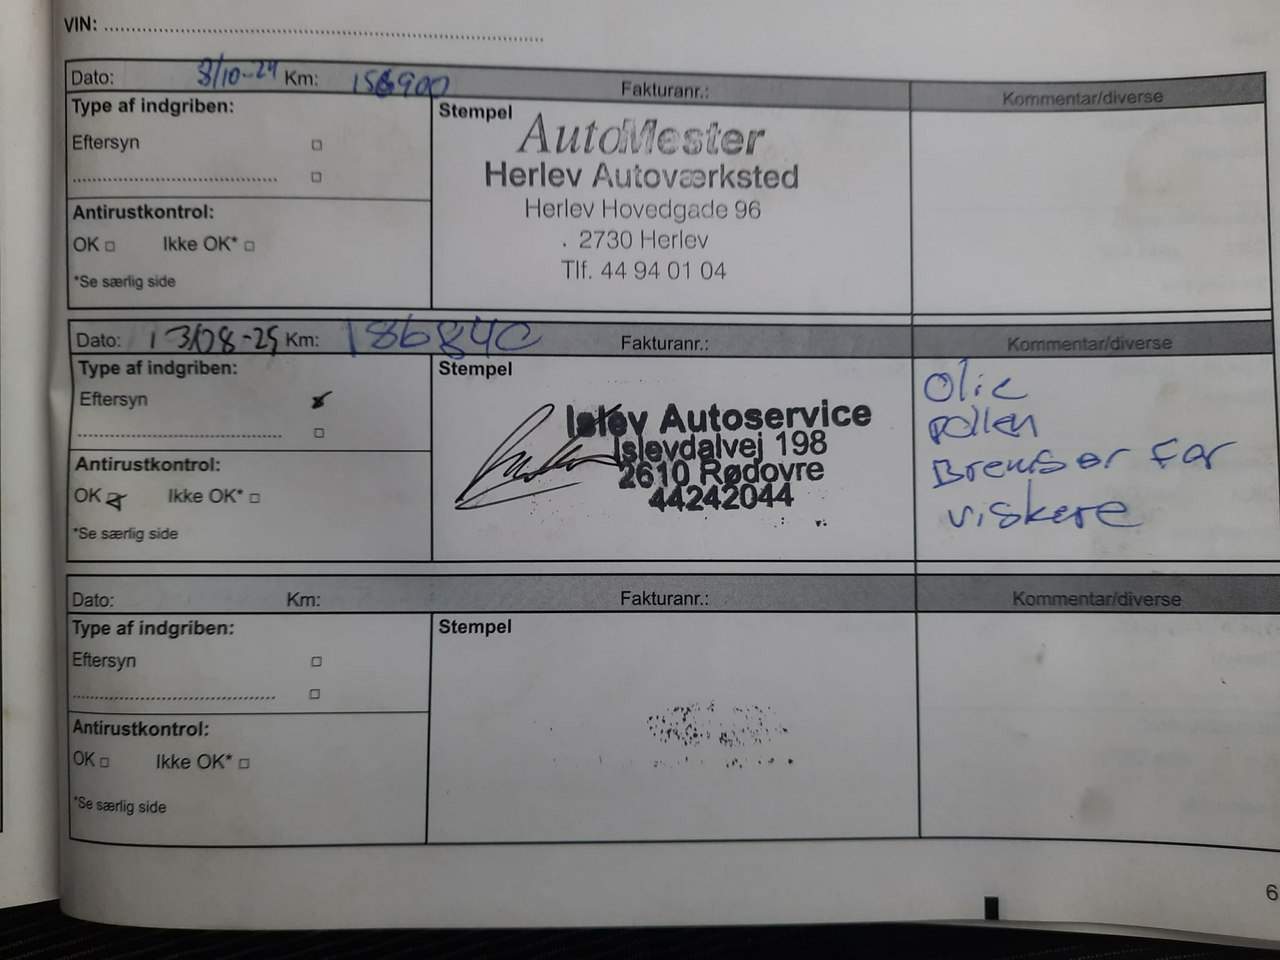 VIN: ....................
Dato: 3/10-24 Km: 156900 Fakturanr.: Kommentar/diverse
Type af indgriben:
Eftersyn □
.................... □
Antirustkontrol:
OK □ Ikke OK* □
*Se særlig side
Stempel
AutoMester
Herlev Autoværksted
Herlev Hovedgade 96
2730 Herlev
Tlf. 44 94 01 04
Dato: 13/08-25 Km: 186840 Fakturanr.: Kommentar/diverse
Type af indgriben:
Eftersyn
.................... □
Antirustkontrol:
OK Ikke OK* □
*Se særlig side
Stempel
Islev Autoservice
Islevdalvej 198
2610 Rødovre
44242044
Olie
pollen
Bremser for
viskere
Dato: Km: Fakturanr.: Kommentar/diverse
Type af indgriben:
Eftersyn □
.................... □
Antirustkontrol:
OK □ Ikke OK* □
*Se særlig side
Stempel
6